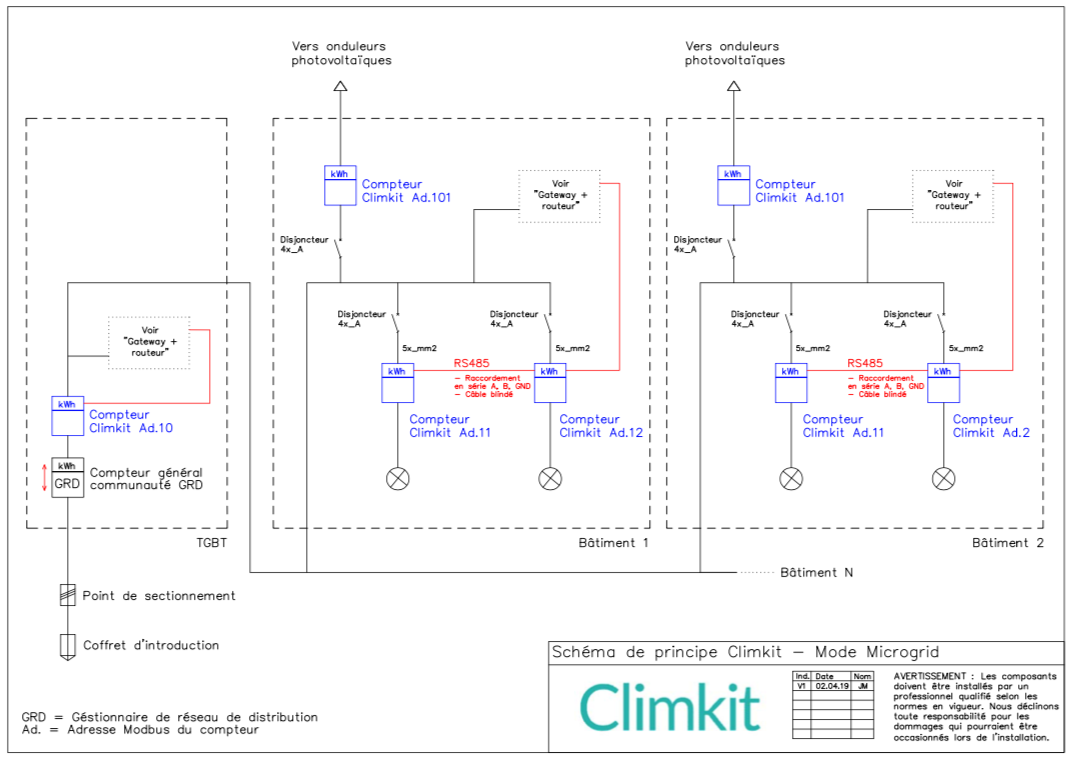 Vers onduleurs
photovoltaïques
Vers onduleurs
photovoltaïques
kWh
Compteur
Climkit Ad.101
Voir
"Gateway +
routeur"
kWh
Compteur
Climkit Ad.101
Voir
"Gateway +
routeur"
Disjoncteur
4x_A
Disjoncteur
4x_A
Disjoncteur
4x_A
Disjoncteur
4x_A
Disjoncteur
4x_A
Disjoncteur
4x_A
Voir
"Gateway +
routeur"
5x_mm2
5x_mm2
5x_mm2
5x_mm2
kWh
RS485
– Raccordement
en série A, B, GND
– Câble blindé
kWh
kWh
RS485
– Raccordement
en série A, B, GND
– Câble blindé
kWh
kWh
Compteur
Climkit Ad.10
Compteur
Climkit Ad.11
Compteur
Climkit Ad.12
Compteur
Climkit Ad.11
Compteur
Climkit Ad.2
kWh
GRD
Compteur général
communauté GRD
TGBT
Bâtiment 1
Bâtiment 2
Bâtiment N
Point de sectionnement
Coffret d'introduction
GRD = Géstionnaire de réseau de distribution
Ad. = Adresse Modbus du compteur
Schéma de principe Climkit – Mode Microgrid
Climkit
Ind. Date Nom
V1 02.04.19 JM
AVERTISSEMENT : Les composants
doivent être installés par un
professionnel qualifié selon les
normes en vigueur. Nous déclinons
toute responsabilité pour les
dommages qui pourraient être
occasionnés lors de l'installation.